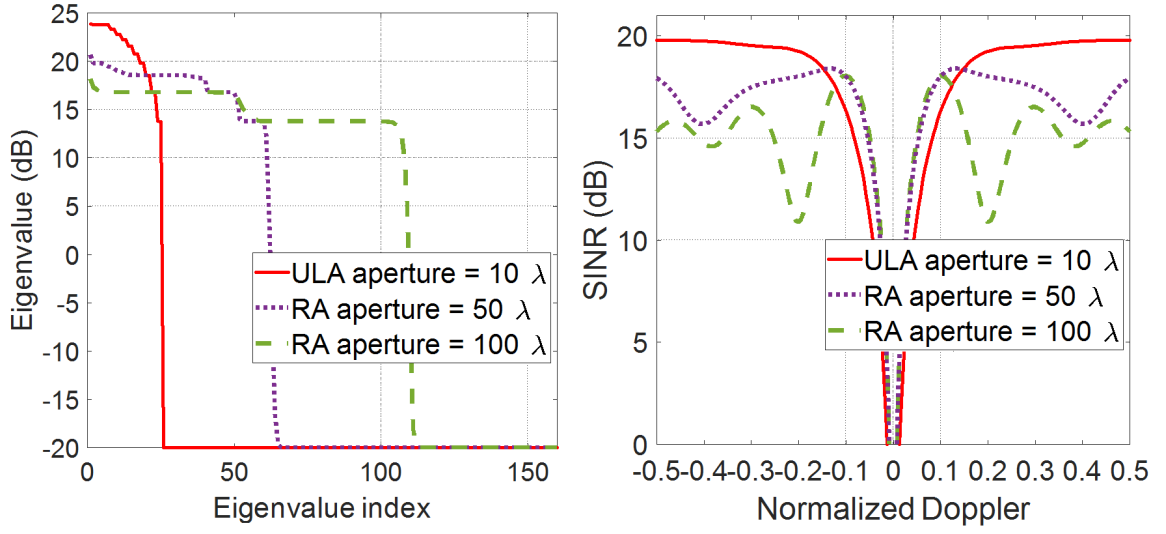 25
20
15
10
5
0
-5
-10
-15
-20
Eigenvalue (dB)
ULA aperture = 10 λ
RA aperture = 50 λ
RA aperture = 100 λ
0 50 100 150
Eigenvalue index
20
15
10
5
0
SINR (dB)
ULA aperture = 10 λ
RA aperture = 50 λ
RA aperture = 100 λ
-0.5 -0.4 -0.3 -0.2 -0.1 0 0.1 0.2 0.3 0.4 0.5
Normalized Doppler